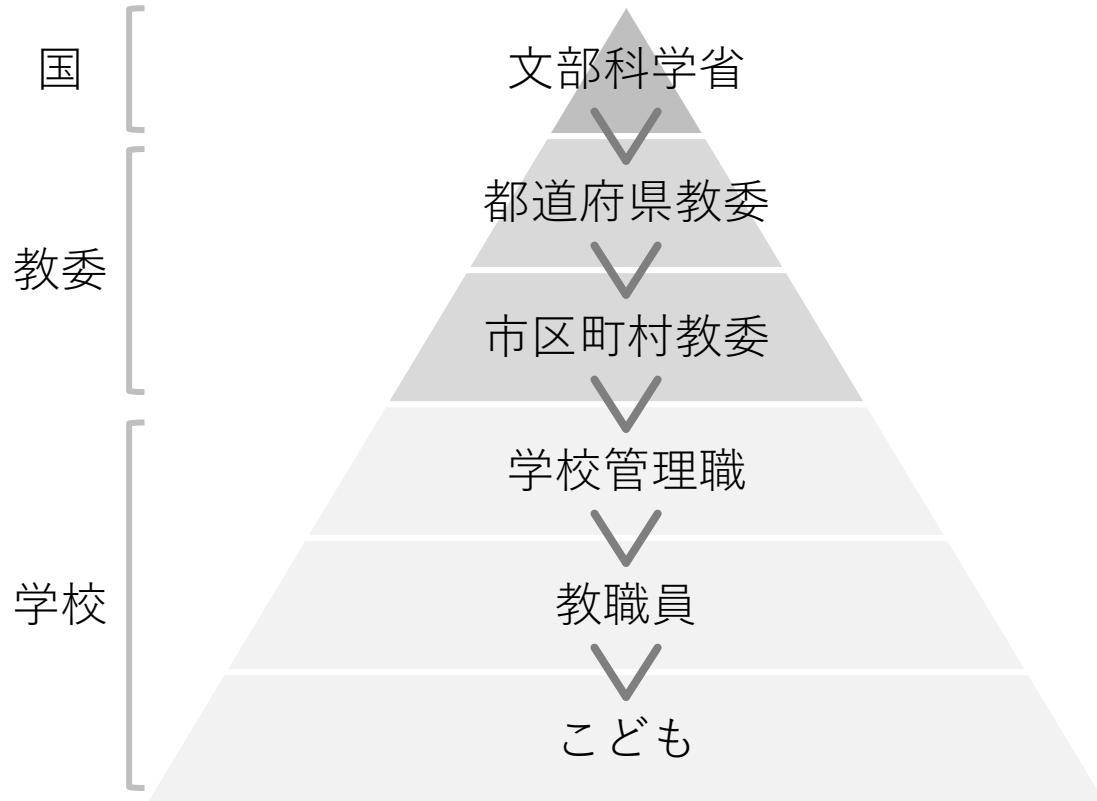 国
文部科学省
教委
都道府県教委
市区町村教委
学校
学校管理職
教職員
こども